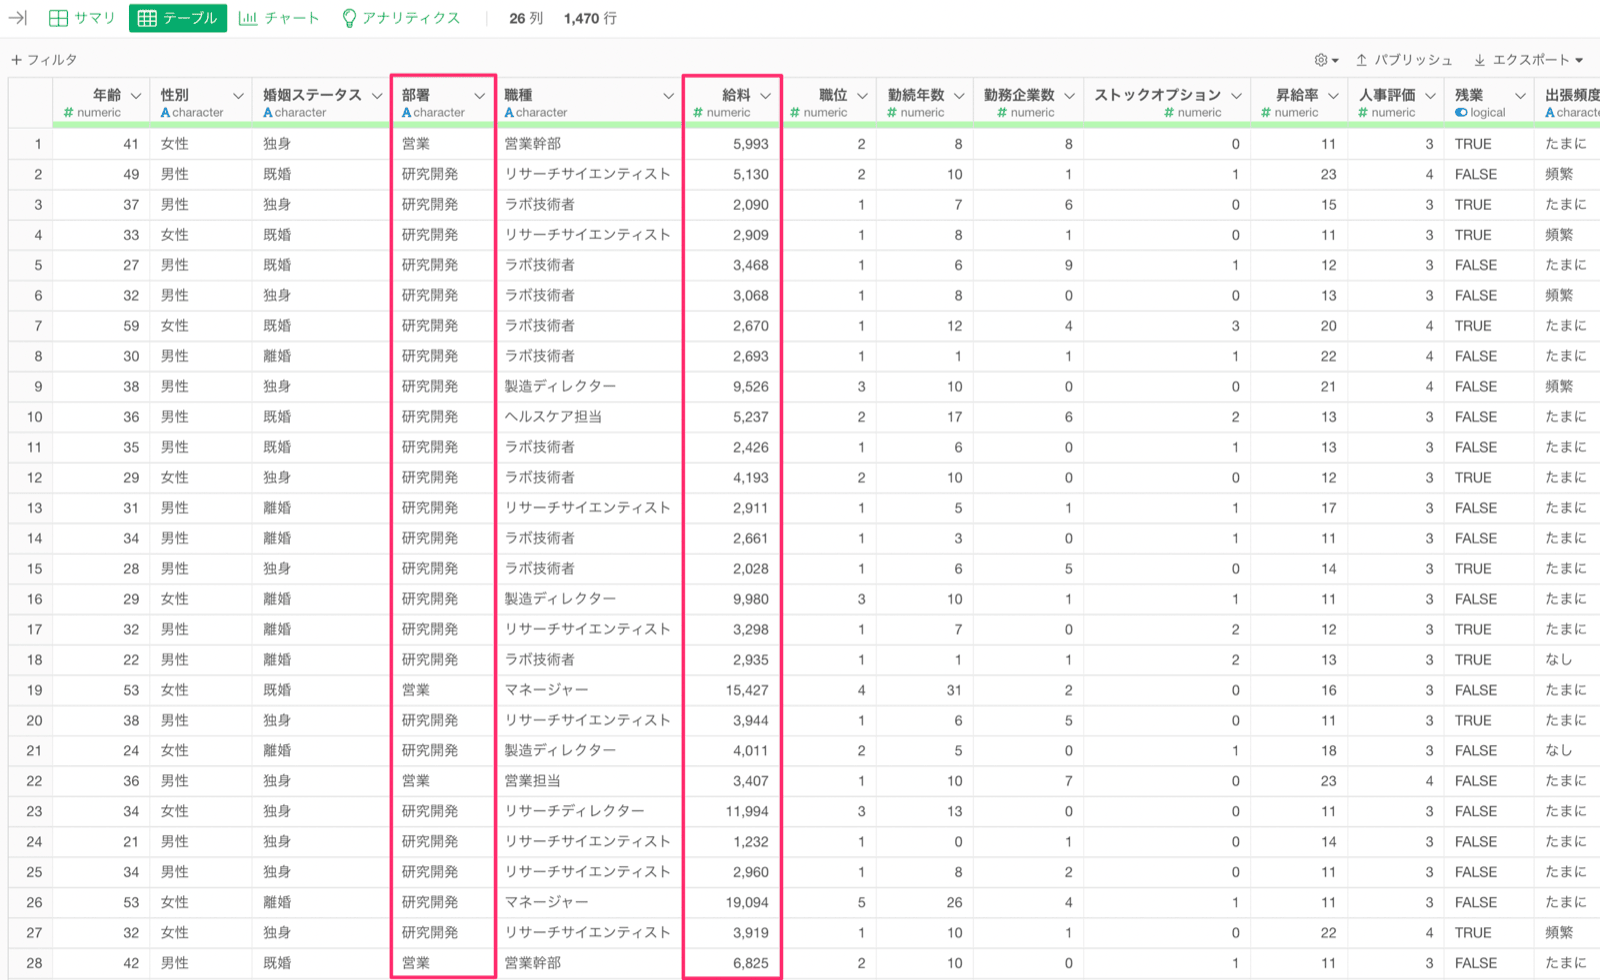 サマリ テーブル チャート アナリティクス 26 列 1,470 行
+ フィルタ パブリッシュ エクスポート
年齢 性別 婚姻ステータス 部署 職種 給料 職位 勤続年数 勤務企業数 ストックオプション 昇給率 人事評価 残業 出張頻度
# numeric A character A character A character A character # numeric # numeric # numeric # numeric # numeric # numeric # numeric logical A characte
1 41 女性 独身 営業 営業幹部 5,993 2 8 8 0 11 3 TRUE たまに
2 49 男性 既婚 研究開発 リサーチサイエンティスト 5,130 2 10 1 1 23 4 FALSE 頻繁
3 37 男性 独身 研究開発 ラボ技術者 2,090 1 7 6 0 15 3 TRUE たまに
4 33 女性 既婚 研究開発 リサーチサイエンティスト 2,909 1 8 1 0 11 3 TRUE 頻繁
5 27 男性 既婚 研究開発 ラボ技術者 3,468 1 6 9 1 12 3 FALSE たまに
6 32 男性 独身 研究開発 ラボ技術者 3,068 1 8 0 0 13 3 FALSE 頻繁
7 59 女性 既婚 研究開発 ラボ技術者 2,670 1 12 4 3 20 4 TRUE たまに
8 30 男性 離婚 研究開発 ラボ技術者 2,693 1 1 1 1 22 4 FALSE たまに
9 38 男性 独身 研究開発 製造ディレクター 9,526 3 10 0 0 21 4 FALSE 頻繁
10 36 男性 既婚 研究開発 ヘルスケア担当 5,237 2 17 6 2 13 3 FALSE たまに
11 35 男性 既婚 研究開発 ラボ技術者 2,426 1 6 0 1 13 3 FALSE たまに
12 29 女性 独身 研究開発 ラボ技術者 4,193 2 10 0 0 12 3 TRUE たまに
13 31 男性 離婚 研究開発 リサーチサイエンティスト 2,911 1 5 1 1 17 3 FALSE たまに
14 34 男性 離婚 研究開発 ラボ技術者 2,661 1 3 0 1 11 3 FALSE たまに
15 28 男性 独身 研究開発 ラボ技術者 2,028 1 6 5 0 14 3 TRUE たまに
16 29 女性 離婚 研究開発 製造ディレクター 9,980 3 10 1 1 11 3 FALSE たまに
17 32 男性 離婚 研究開発 リサーチサイエンティスト 3,298 1 7 0 2 12 3 TRUE たまに
18 22 男性 離婚 研究開発 ラボ技術者 2,935 1 1 1 2 13 3 TRUE なし
19 53 女性 既婚 営業 マネージャー 15,427 4 31 2 0 16 3 FALSE たまに
20 38 男性 独身 研究開発 リサーチサイエンティスト 3,944 1 6 5 0 11 3 TRUE たまに
21 24 女性 離婚 研究開発 製造ディレクター 4,011 2 5 0 1 18 3 FALSE なし
22 36 男性 独身 営業 営業担当 3,407 1 10 7 0 23 4 FALSE たまに
23 34 女性 独身 研究開発 リサーチディレクター 11,994 3 13 0 0 11 3 FALSE たまに
24 21 男性 独身 研究開発 リサーチサイエンティスト 1,232 1 0 1 0 14 3 FALSE たまに
25 34 男性 独身 研究開発 リサーチサイエンティスト 2,960 1 8 2 0 11 3 FALSE たまに
26 53 女性 離婚 研究開発 マネージャー 19,094 5 26 4 1 11 3 FALSE たまに
27 32 女性 独身 研究開発 リサーチサイエンティスト 3,919 1 10 1 0 22 4 TRUE 頻繁
28 42 男性 既婚 営業 営業幹部 6,825 2 10 0 1 11 3 FALSE たまに